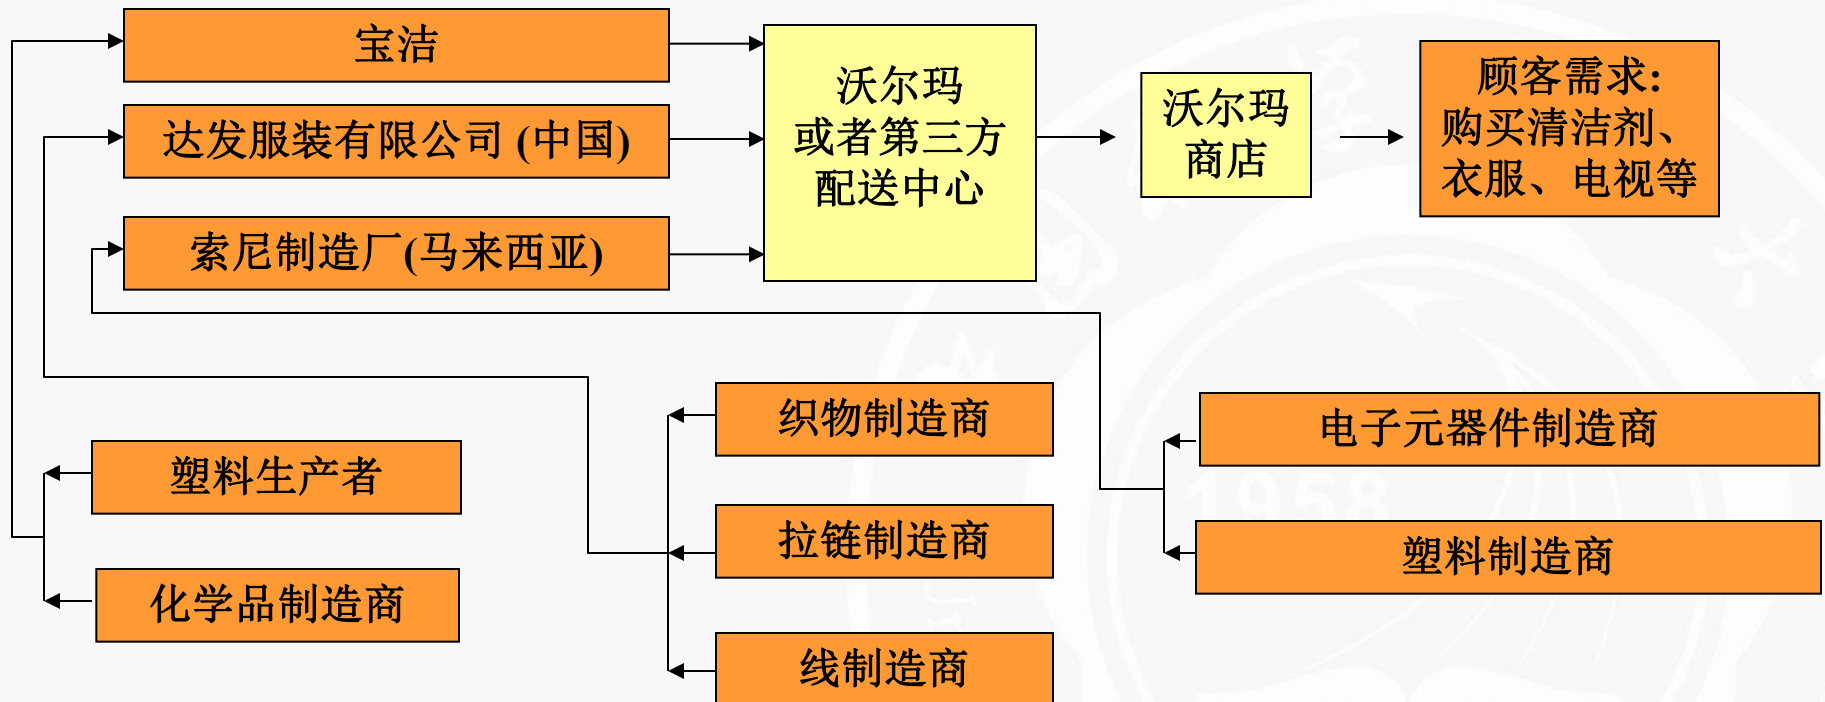 宝洁
达发服装有限公司 (中国)
索尼制造厂(马来西亚)
沃尔玛
或者第三方
配送中心
沃尔玛
商店
顾客需求:
购买清洁剂、
衣服、电视等
塑料生产者
化学品制造商
织物制造商
拉链制造商
线制造商
电子元器件制造商
塑料制造商
1958